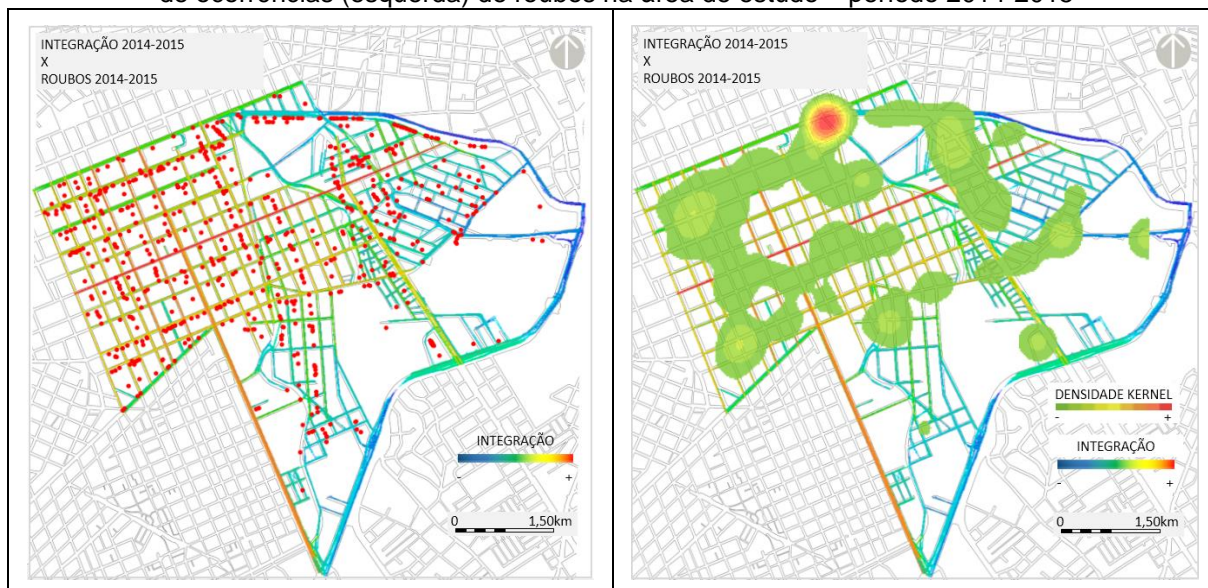 de ocorrências (esquerda) de roubos na área de estudo – período 2014-2015
INTEGRAÇÃO 2014-2015
X
ROUBOS 2014-2015
INTEGRAÇÃO
- +
0 1,50km
INTEGRAÇÃO 2014-2015
X
ROUBOS 2014-2015
DENSIDADE KERNEL
- +
INTEGRAÇÃO
- +
0 1,50km